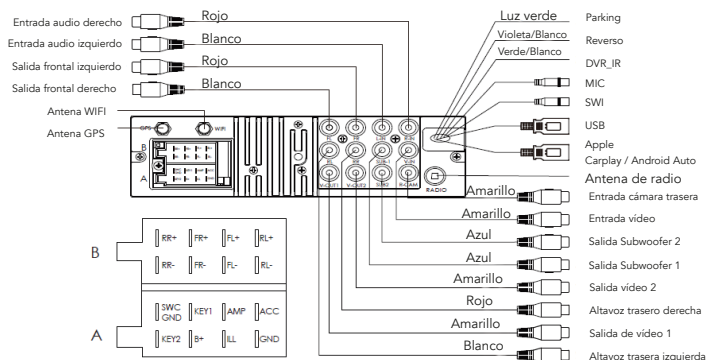 Entrada audio derecho Rojo
Entrada audio izquierdo Blanco
Salida frontal izquierdo Rojo
Salida frontal derecho Blanco
Antena WIFI
Antena GPS
Luz verde Parking
Violeta/Blanco Reverso
Verde/Blanco DVR_IR
MIC
SWI
USB
Apple
Carplay / Android Auto
Antena de radio
GPS WIFI
B
A
V-OUT1 V-OUT2 SUB2 R-CAM RADIO
Amarillo Entrada cámara trasera
Amarillo Entrada vídeo
Azul Salida Subwoofer 2
Azul Salida Subwoofer 1
Amarillo Salida vídeo 2
Rojo Altavoz trasero derecha
Amarillo Salida de vídeo 1
Blanco Altavoz trasera izquierda
B
RR+ FR+ FL+ RL+
RR- FR- FL- RL-
A
SWC GND KEY1 AMP ACC
KEY2 B+ ILL GND